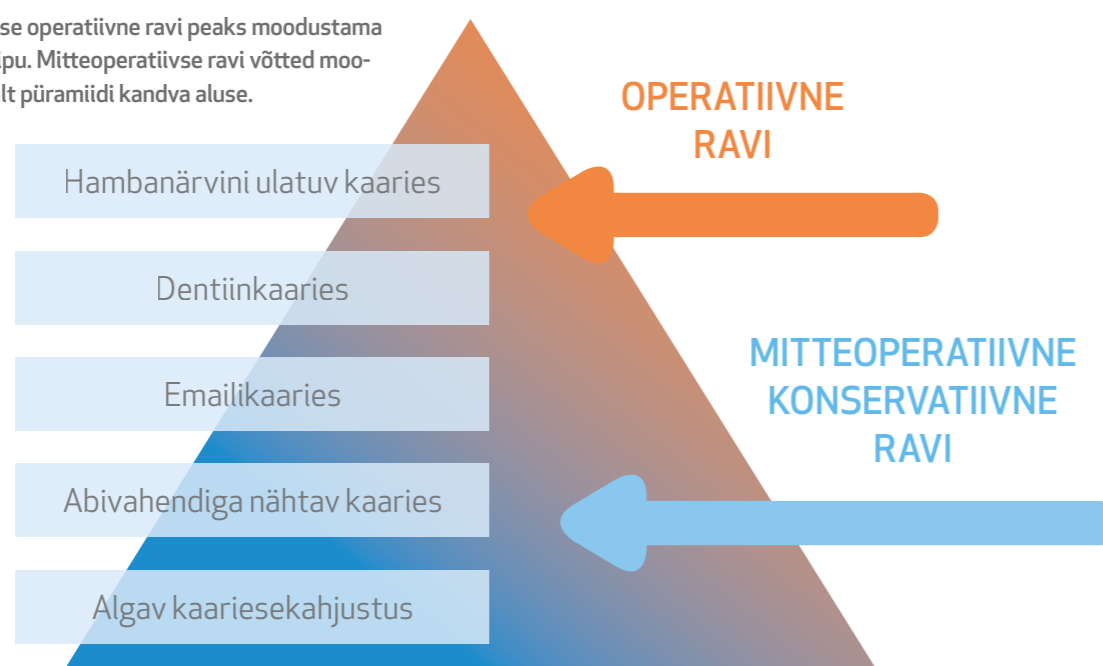 se operatiivne ravi peaks moodustama
ipu. Mitteoperatiivse ravi võtted moo-
lt püramiidi kandva aluse.
OPERATIIVNE
RAVI
Hambanärvini ulatuv kaaries
Dentiinkaaries
MITTEOPERATIIVNE
KONSERVATIIVNE
RAVI
Emailikaaries
Abivahendiga nähtav kaaries
Algav kaariesekahjustus